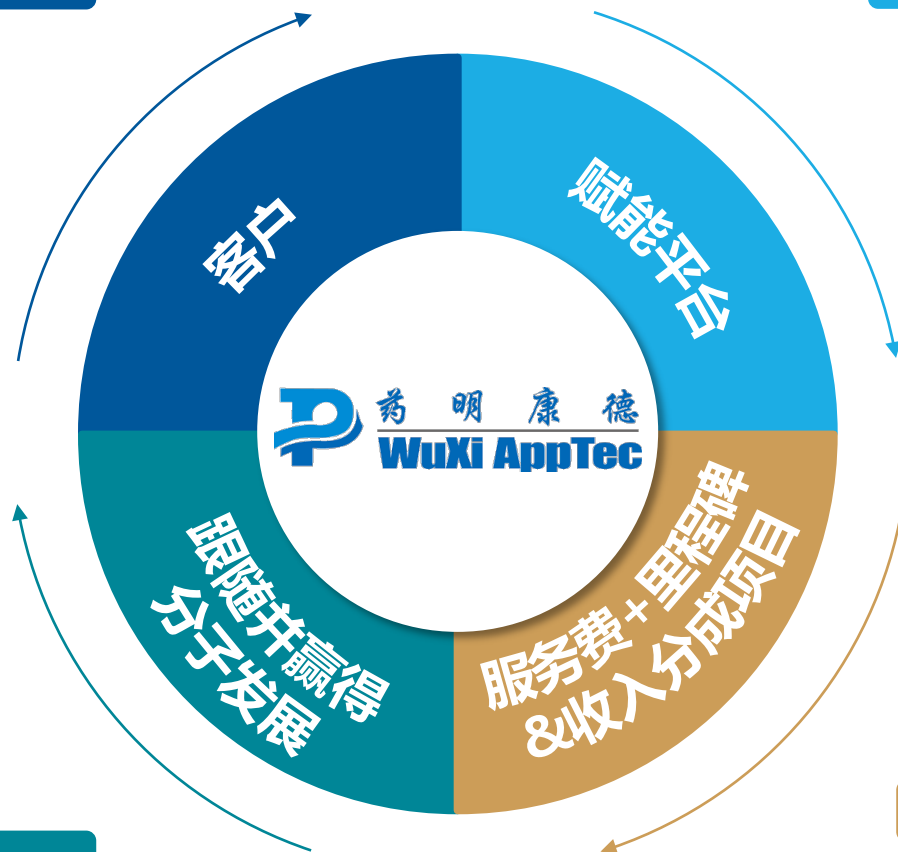 客户
赋能平台
药明康德
WuXi AppTec
跟随并赢得
分子发展
服务费+里程碑
&收入分成项目